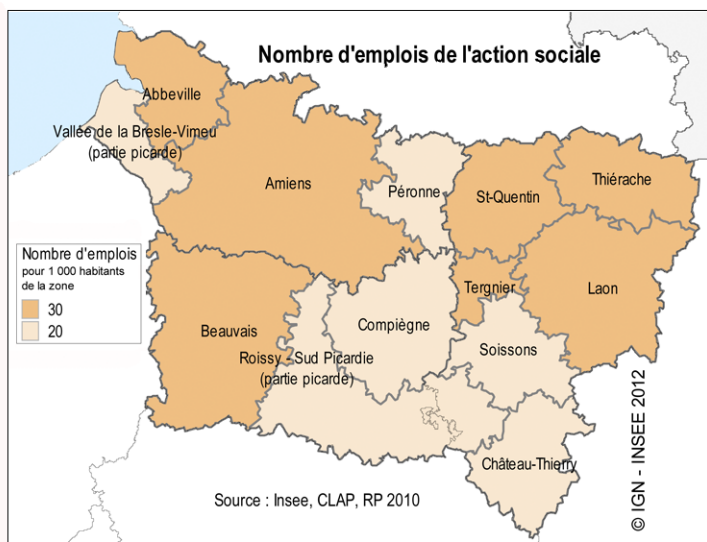 Nombre d'emplois de l'action sociale
Abbeville
Vallée de la Bresle-Vimeu
(partie picarde)
Amiens
Péronne
St-Quentin
Thiérache
Nombre d'emplois
pour 1 000 habitants
de la zone
30
20
Tergnier
Laon
Beauvais
Compiègne
Soissons
Roissy - Sud Picardie
(partie picarde)
Château-Thierry
Source : Insee, CLAP, RP 2010
© IGN - INSEE 2012